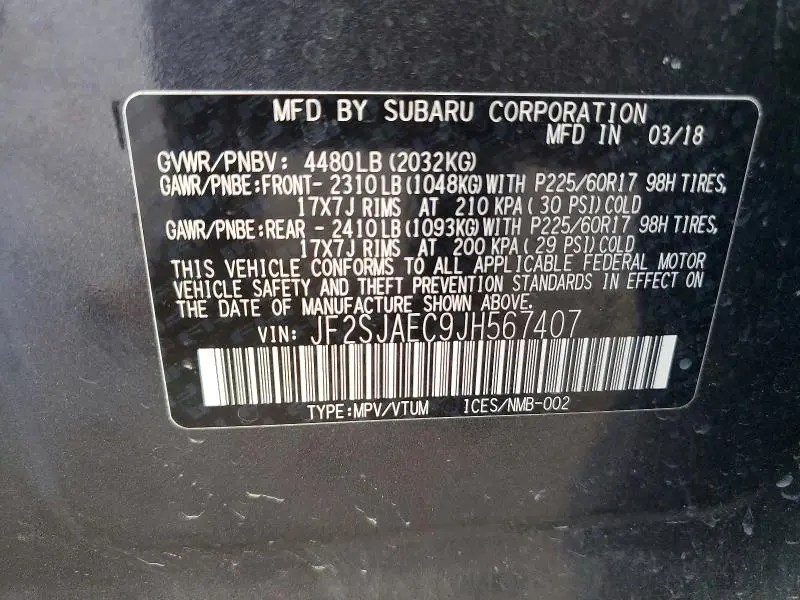 MFD BY SUBARU CORPORATION
MFD IN 03/18
GVWR/PNBV: 4480LB (2032KG)
GAWR/PNBE:FRONT- 2310LB (1048KG) WITH P225/60R17 98H TIRES,
17X7J RIMS AT 210 KPA (30 PSI) COLD
GAWR/PNBE:REAR - 2410LB (1093KG) WITH P225/60R17 98H TIRES,
17X7J RIMS AT 200 KPA (29 PSI) COLD
THIS VEHICLE CONFORMS TO ALL APPLICABLE FEDERAL MOTOR
VEHICLE SAFETY AND THEFT PREVENTION STANDARDS IN EFFECT ON
THE DATE OF MANUFACTURE SHOWN ABOVE.
VIN: JF2SJAEC9JH567407
TYPE:MPV/VTUM ICES/NMB-002